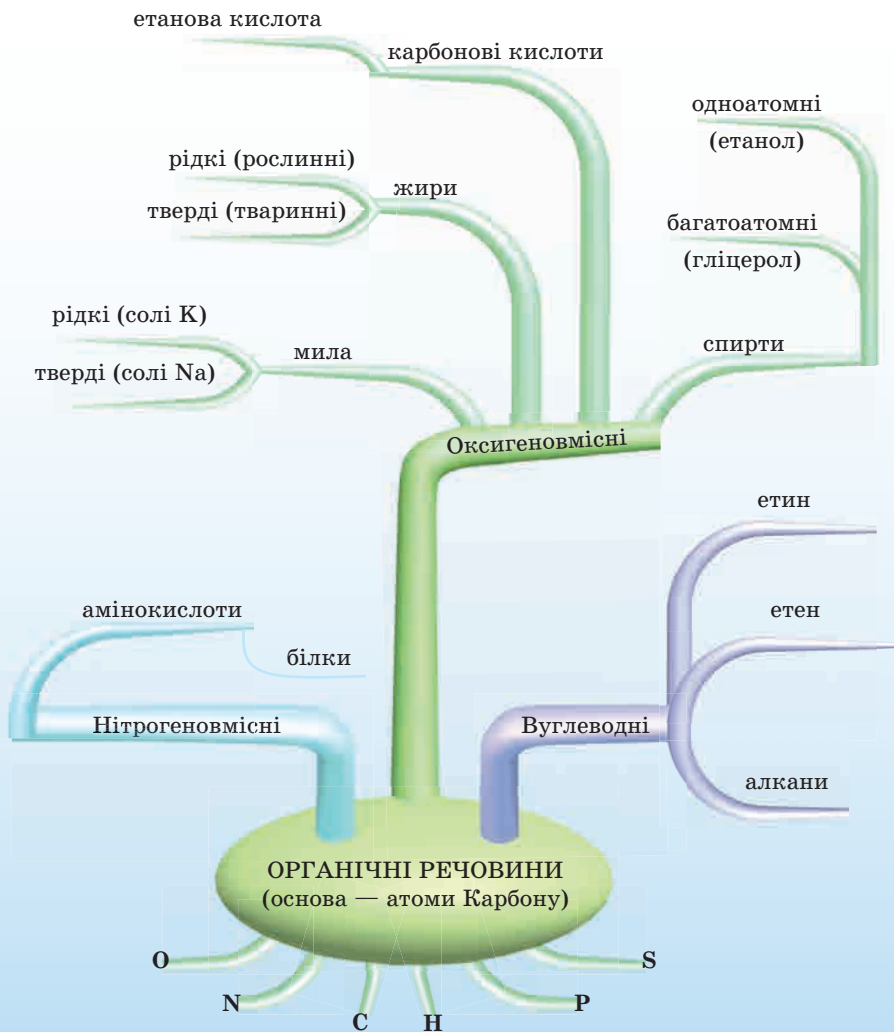 етанова кислота
карбонові кислоти
одноатомні
(етанол)
рідкі (рослинні)
жири
тверді (тваринні)
багатоатомні
(гліцерол)
рідкі (солі K)
мила
спирти
тверді (солі Na)
Оксигеновмісні
етин
амінокислоти
етен
білки
Нітрогеновмісні
Вуглеводні
алкани
ОРГАНІЧНІ РЕЧОВИНИ
(основа — атоми Карбону)
O
N
C
H
P
S